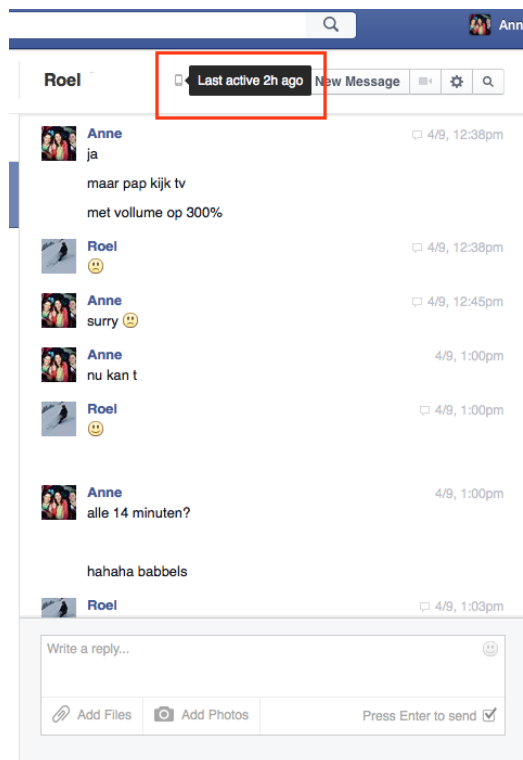 Ann
Roel
Last active 2h ago
New Message
Anne
4/9, 12:38pm
ja
maar pap kijk tv
met vollume op 300%
Roel
4/9, 12:38pm
Anne
4/9, 12:45pm
surry
Anne
4/9, 1:00pm
nu kan t
Roel
4/9, 1:00pm
Anne
4/9, 1:00pm
alle 14 minuten?
hahaha babbels
Roel
4/9, 1:03pm
Write a reply...
Add Files
Add Photos
Press Enter to send